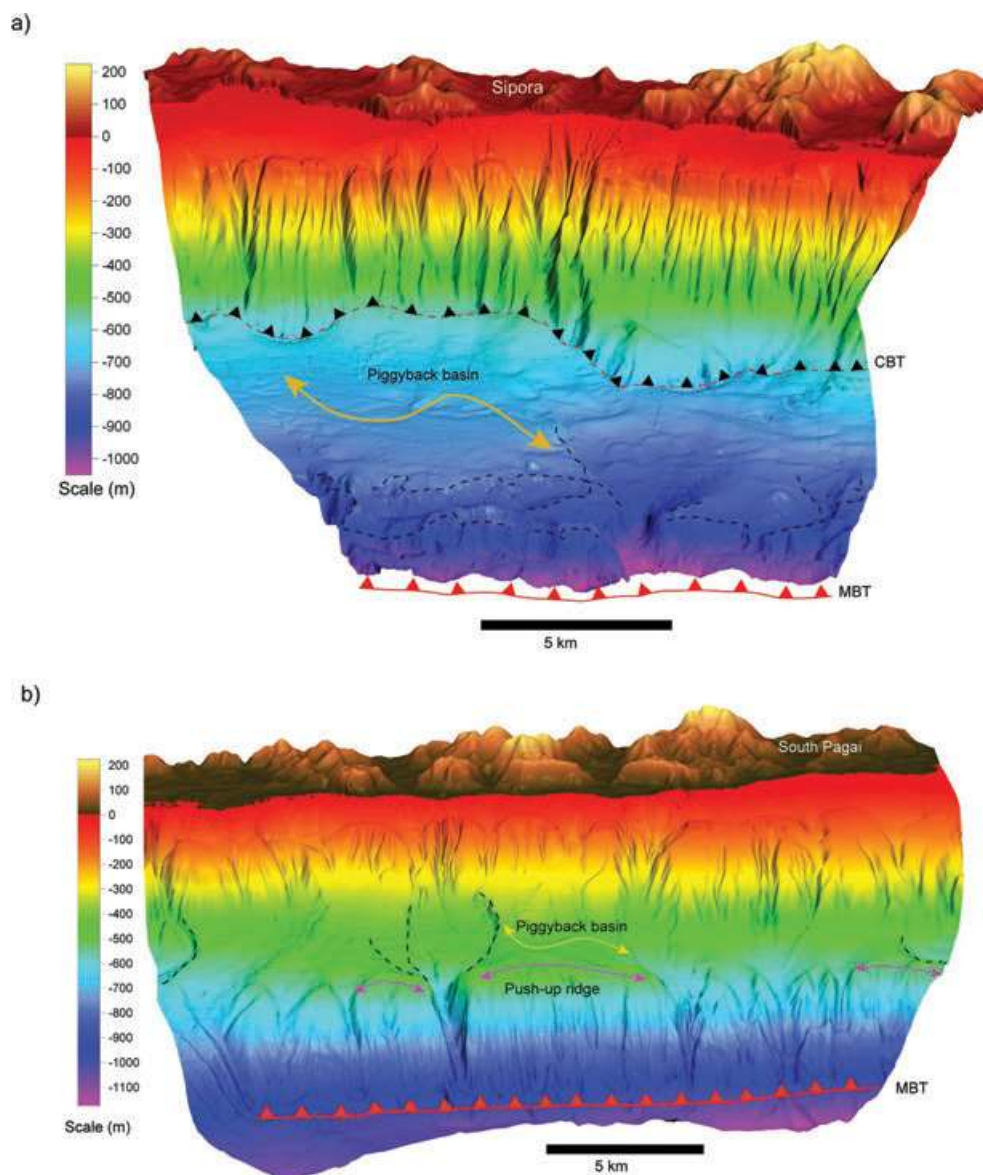 a)
Sipora
200
100
0
-100
-200
-300
-400
-500
-600
-700
-800
-900
-1000
Scale (m)
Piggyback basin
CBT
MBT
5 km
b)
South Pagai
200
100
0
-100
-200
-300
-400
-500
-600
-700
-800
-900
-1000
-1100
Scale (m)
Piggyback basin
Push-up ridge
MBT
5 km